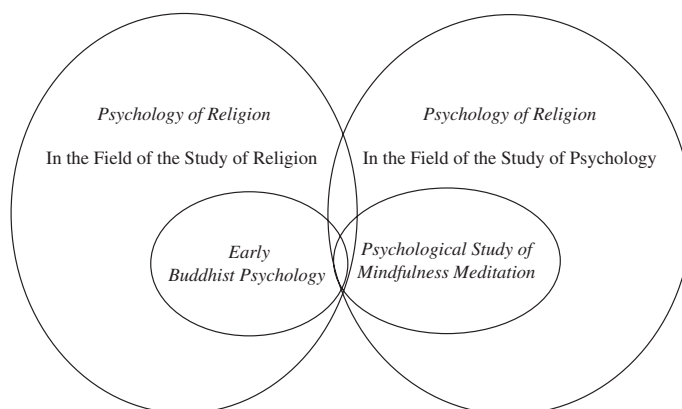 Psychology of Religion
In the Field of the Study of Religion
Psychology of Religion
In the Field of the Study of Psychology
Early
Buddhist Psychology
Psychological Study of
Mindfulness Meditation